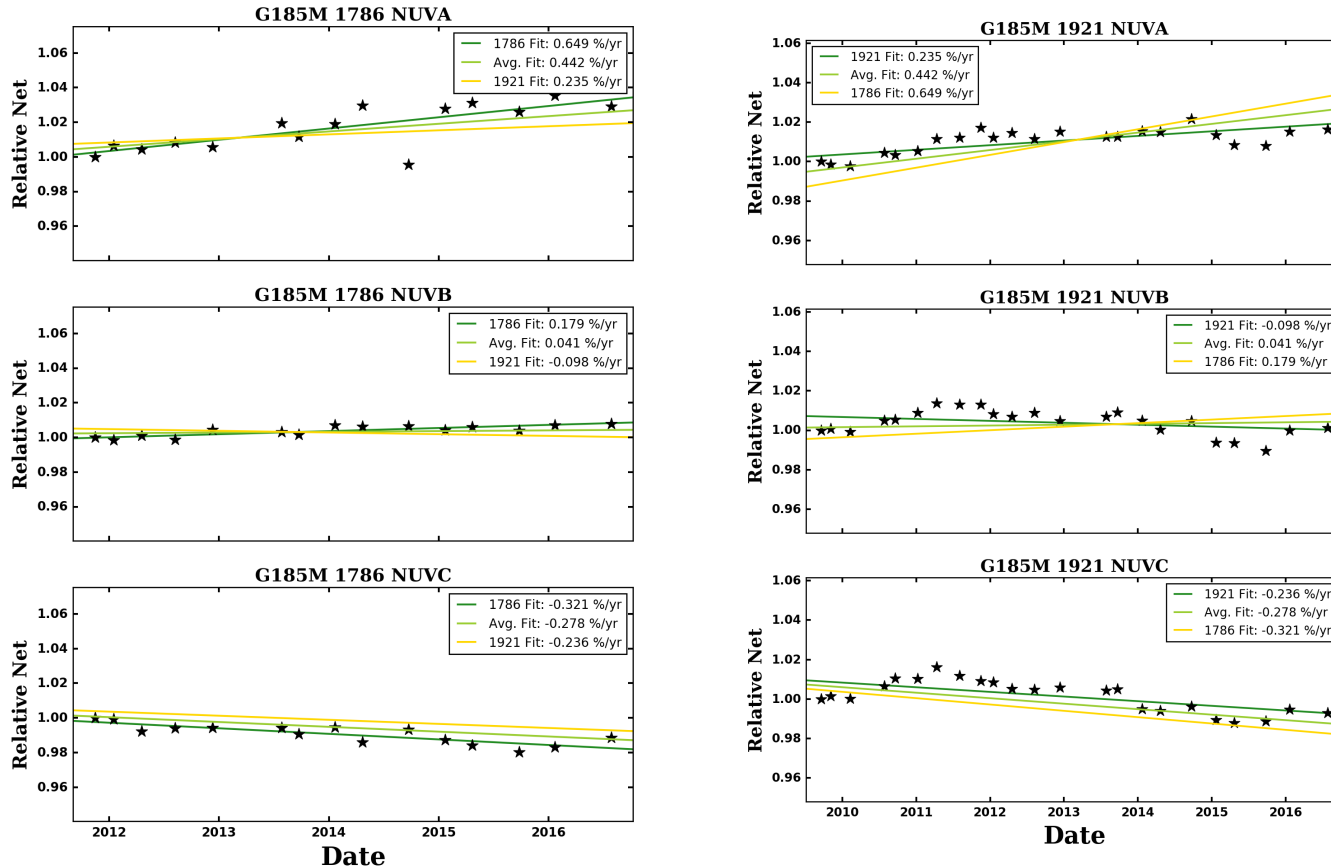 G185M 1786 NUVA
Relative Net
1.06
1.04
1.02
1.00
0.98
0.96
1786 Fit: 0.649 %/yr
Avg. Fit: 0.442 %/yr
1921 Fit: 0.235 %/yr
G185M 1786 NUVB
Relative Net
1.06
1.04
1.02
1.00
0.98
0.96
1786 Fit: 0.179 %/yr
Avg. Fit: 0.041 %/yr
1921 Fit: -0.098 %/yr
G185M 1786 NUVC
Relative Net
1.06
1.04
1.02
1.00
0.98
0.96
1786 Fit: -0.321 %/yr
Avg. Fit: -0.278 %/yr
1921 Fit: -0.236 %/yr
2012 2013 2014 2015 2016
Date
G185M 1921 NUVA
Relative Net
1.06
1.04
1.02
1.00
0.98
0.96
1921 Fit: 0.235 %/yr
Avg. Fit: 0.442 %/yr
1786 Fit: 0.649 %/yr
G185M 1921 NUVB
Relative Net
1.06
1.04
1.02
1.00
0.98
0.96
1921 Fit: -0.098 %/yr
Avg. Fit: 0.041 %/yr
1786 Fit: 0.179 %/yr
G185M 1921 NUVC
Relative Net
1.06
1.04
1.02
1.00
0.98
0.96
1921 Fit: -0.236 %/yr
Avg. Fit: -0.278 %/yr
1786 Fit: -0.321 %/yr
2010 2011 2012 2013 2014 2015 2016
Date